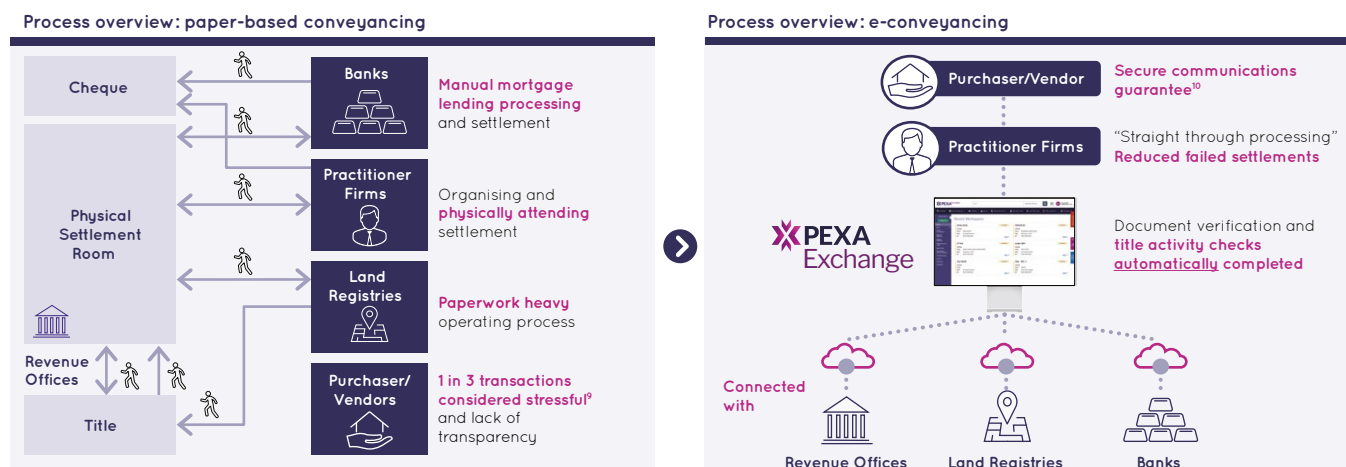 Process overview: paper-based conveyancing
Cheque
Physical
Settlement
Room
Revenue
Offices
Title
Banks
Manual mortgage
lending processing
and settlement
Practitioner
Firms
Organising and
physically attending
settlement
Land
Registries
Paperwork heavy
operating process
Purchaser/
Vendors
1 in 3 transactions
considered stressful⁹
and lack of
transparency
Process overview: e-conveyancing
Purchaser/Vendor
Secure communications
guarantee¹⁰
Practitioner Firms
“Straight through processing”
Reduced failed settlements
PEXA
Exchange
Document verification and
title activity checks
automatically completed
Connected
with
Revenue Offices
Land Registries
Banks